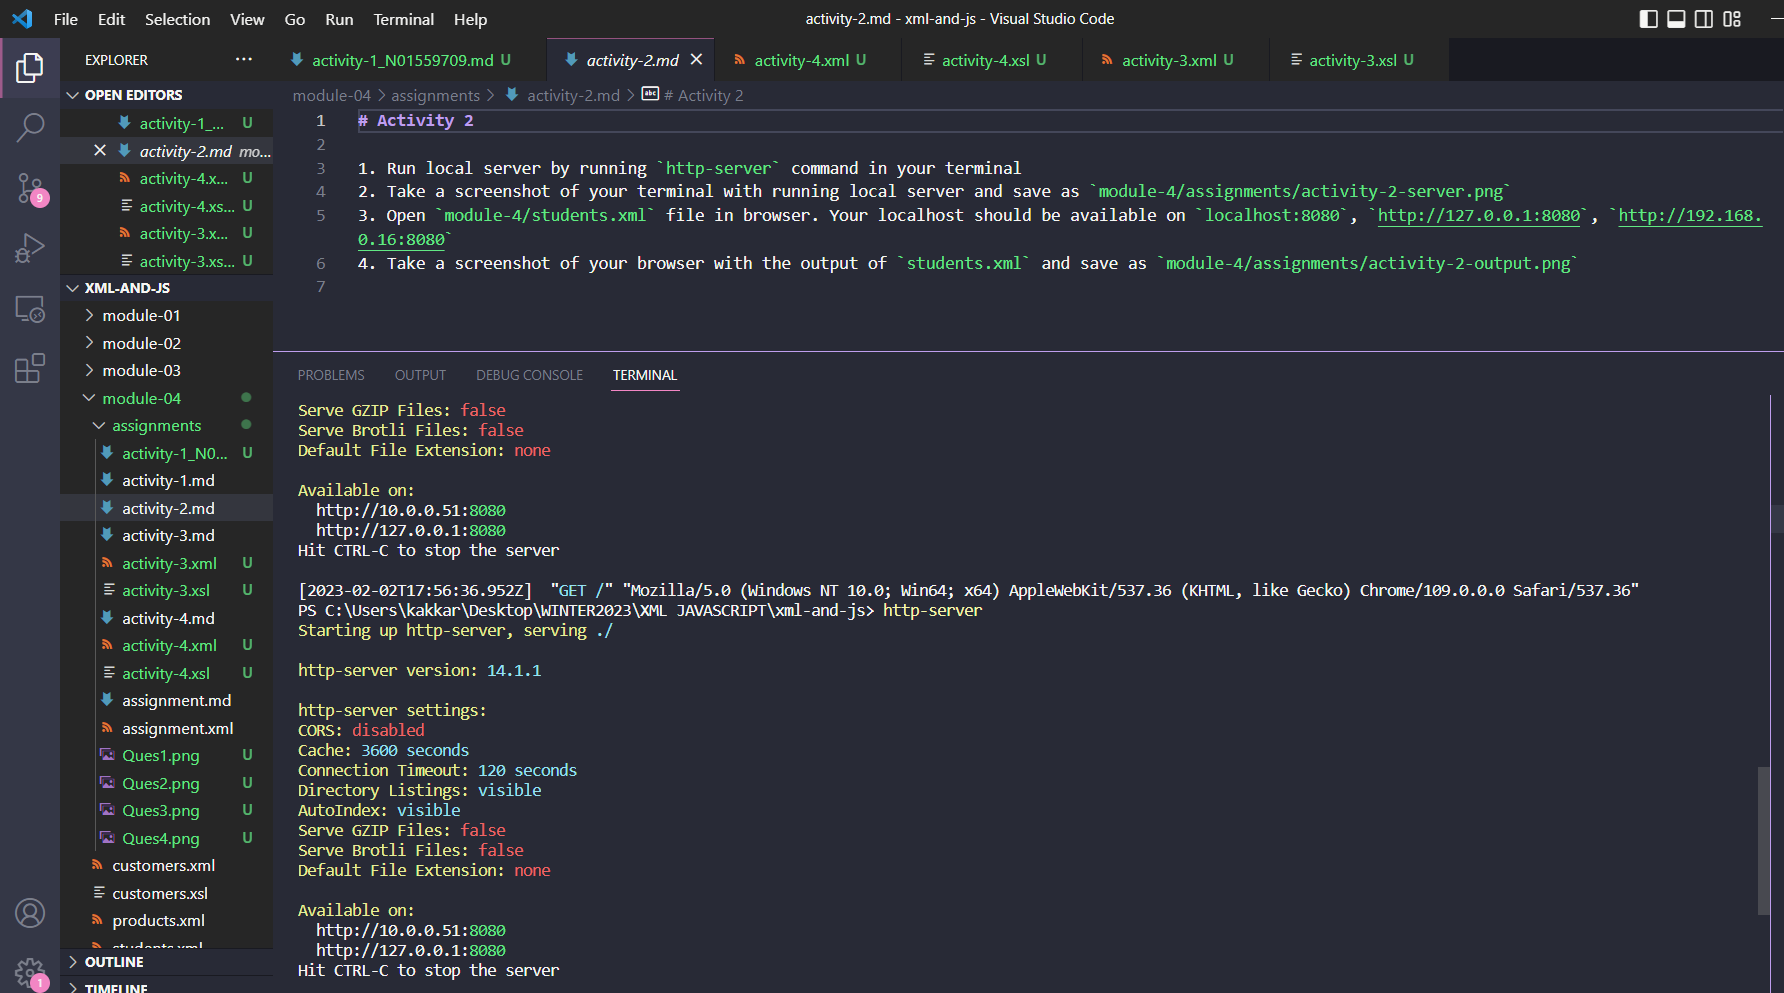 File Edit Selection View Go Run Terminal Help
activity-2.md - xml-and-js - Visual Studio Code
EXPLORER ···
activity-1_N01559709.md U
activity-2.md
activity-4.xml U
activity-4.xsl U
activity-3.xml U
activity-3.xsl U
OPEN EDITORS
activity-1_... U
activity-2.md mo...
activity-4.x... U
activity-4.xs... U
activity-3.x... U
activity-3.xs... U
9
XML-AND-JS
module-01
module-02
module-03
module-04
assignments
activity-1_N0... U
activity-1.md
activity-2.md
activity-3.md
activity-3.xml U
activity-3.xsl U
activity-4.md
activity-4.xml U
activity-4.xsl U
assignment.md
assignment.xml
Ques1.png U
Ques2.png U
Ques3.png U
Ques4.png U
customers.xml
customers.xsl
products.xml
students.xml
OUTLINE
TIMELINE
1
module-04 > assignments > activity-2.md > abc # Activity 2
1 # Activity 2
2
3 1. Run local server by running `http-server` command in your terminal
4 2. Take a screenshot of your terminal with running local server and save as `module-4/assignments/activity-2-server.png`
5 3. Open `module-4/students.xml` file in browser. Your localhost should be available on `localhost:8080`, `http://127.0.0.1:8080`, `http://192.168.
0.16:8080`
6 4. Take a screenshot of your browser with the output of `students.xml` and save as `module-4/assignments/activity-2-output.png`
7
PROBLEMS OUTPUT DEBUG CONSOLE TERMINAL
Serve GZIP Files: false
Serve Brotli Files: false
Default File Extension: none
Available on:
http://10.0.0.51:8080
http://127.0.0.1:8080
Hit CTRL-C to stop the server
[2023-02-02T17:56:36.952Z] "GET /" "Mozilla/5.0 (Windows NT 10.0; Win64; x64) AppleWebKit/537.36 (KHTML, like Gecko) Chrome/109.0.0.0 Safari/537.36"
PS C:\Users\kakkar\Desktop\WINTER2023\XML JAVASCRIPT\xml-and-js> http-server
Starting up http-server, serving ./
http-server version: 14.1.1
http-server settings:
CORS: disabled
Cache: 3600 seconds
Connection Timeout: 120 seconds
Directory Listings: visible
AutoIndex: visible
Serve GZIP Files: false
Serve Brotli Files: false
Default File Extension: none
Available on:
http://10.0.0.51:8080
http://127.0.0.1:8080
Hit CTRL-C to stop the server